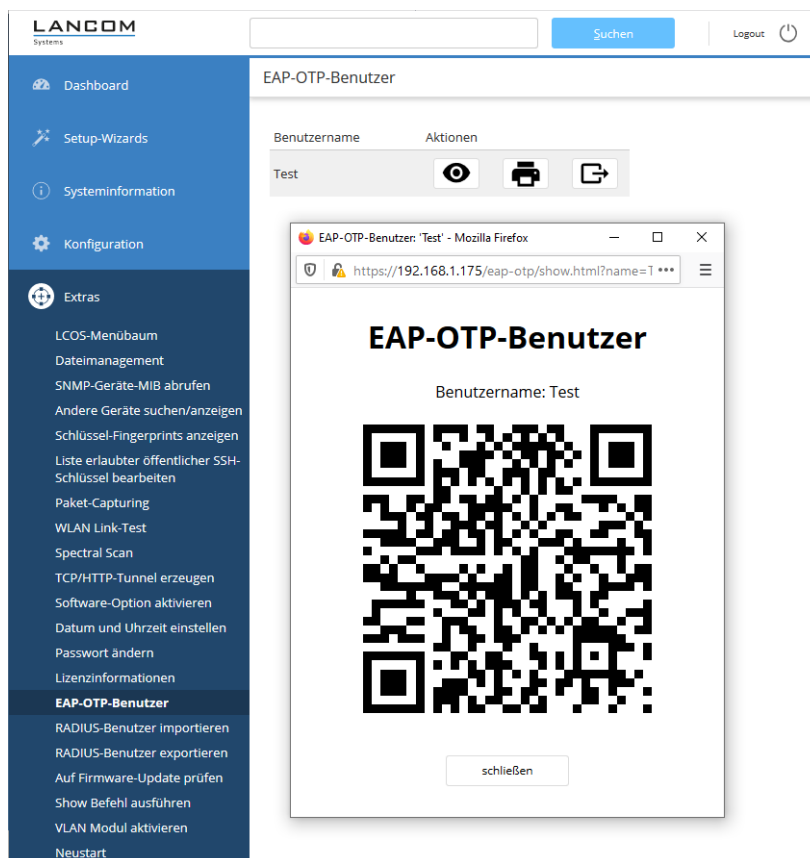 LANCOM
Systems
Suchen
Logout
Dashboard
Setup-Wizards
Systeminformation
Konfiguration
Extras
LCOS-Menübaum
Dateimanagement
SNMP-Geräte-MIB abrufen
Andere Geräte suchen/anzeigen
Schlüssel-Fingerprints anzeigen
Liste erlaubter öffentlicher SSH-
Schlüssel bearbeiten
Paket-Capturing
WLAN Link-Test
Spectral Scan
TCP/HTTP-Tunnel erzeugen
Software-Option aktivieren
Datum und Uhrzeit einstellen
Passwort ändern
Lizenzinformationen
EAP-OTP-Benutzer
RADIUS-Benutzer importieren
RADIUS-Benutzer exportieren
Auf Firmware-Update prüfen
Show Befehl ausführen
VLAN Modul aktivieren
Neustart
EAP-OTP-Benutzer
Benutzername Aktionen
Test
EAP-OTP-Benutzer: 'Test' - Mozilla Firefox
https://192.168.1.175/eap-otp/show.html?name=T
EAP-OTP-Benutzer
Benutzername: Test
schließen